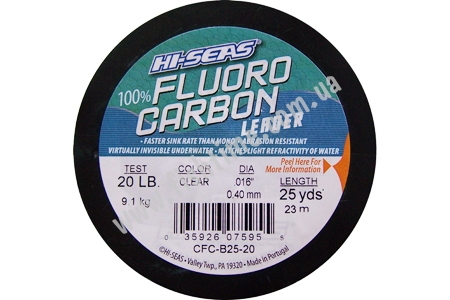 HI-SEAS
100% FLUORO
CARBON
LEADER
• FASTER SINK RATE THAN MONO • ABRASION RESISTANT
VIRTUALLY INVISIBLE UNDERWATER • MATCHES LIGHT REFRACTIVITY OF WATER
Peel Here For
More Information
TEST COLOR DIA LENGTH
20 LB. CLEAR .016" 25 yds
9.1 kg 0.40 mm 23 m
0 35926 07595 5
CFC-B25-20
©HI-SEAS • Valley Twp., PA 19320 • Made in Portugal
.com.ua